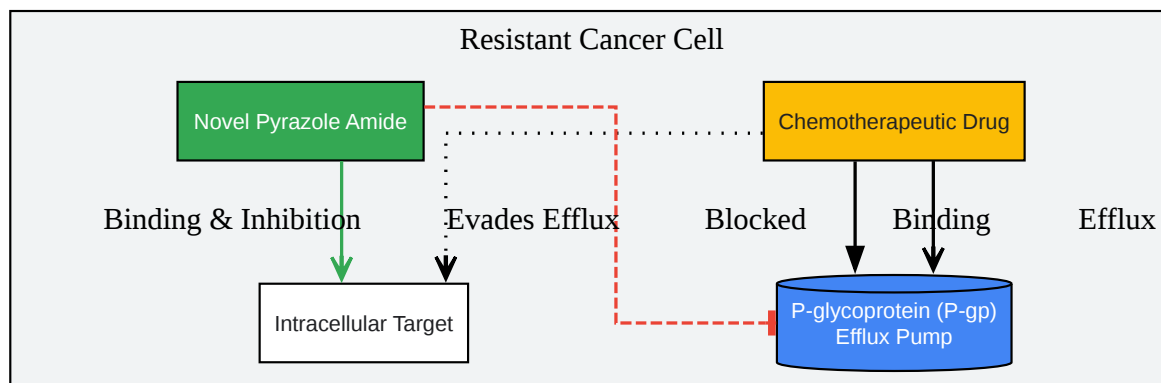 Resistant Cancer Cell
Novel Pyrazole Amide
Chemotherapeutic Drug
Binding & Inhibition
Evades Efflux
Blocked
Binding
Efflux
Intracellular Target
P-glycoprotein (P-gp)
Efflux Pump